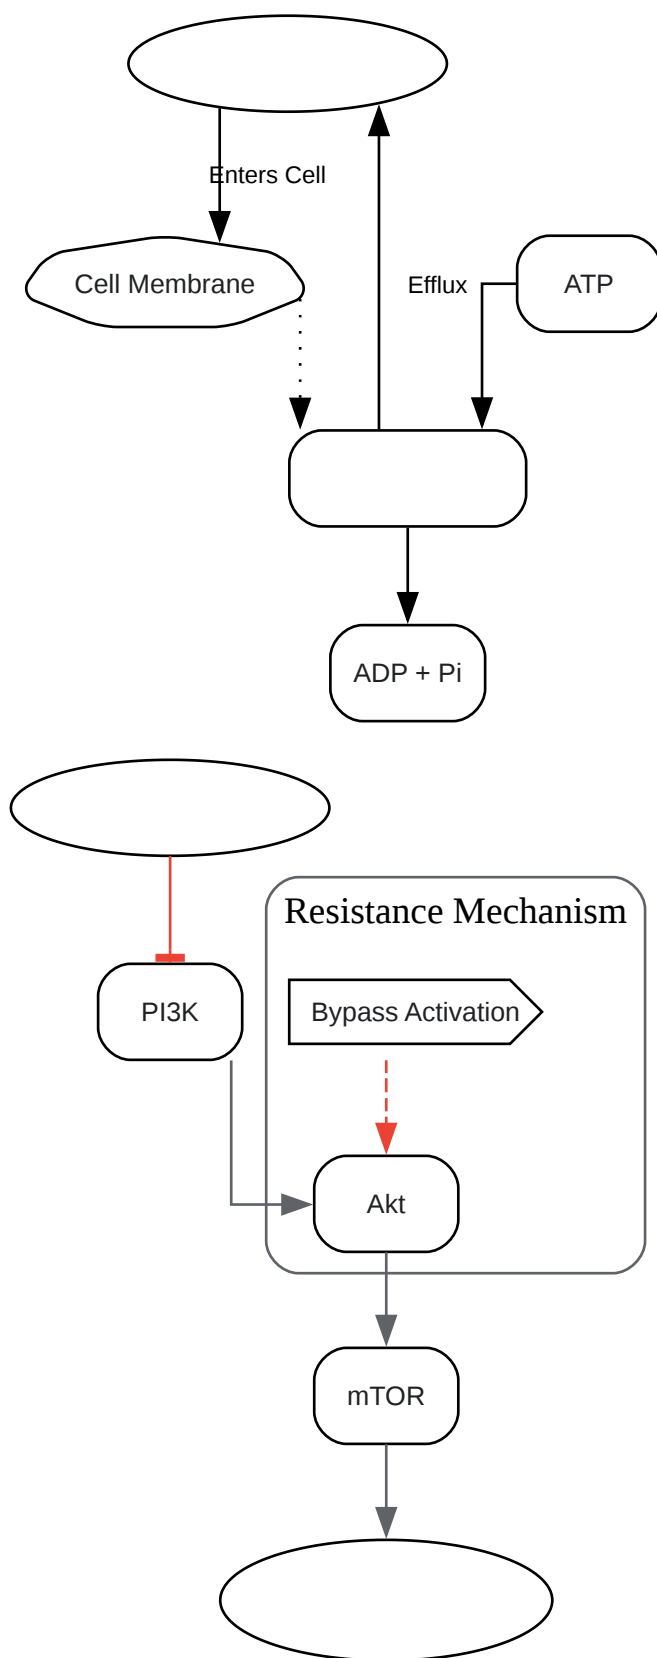 Enters Cell
Cell Membrane
Efflux
ATP
ADP + Pi
Resistance Mechanism
PI3K
Bypass Activation
Akt
mTOR